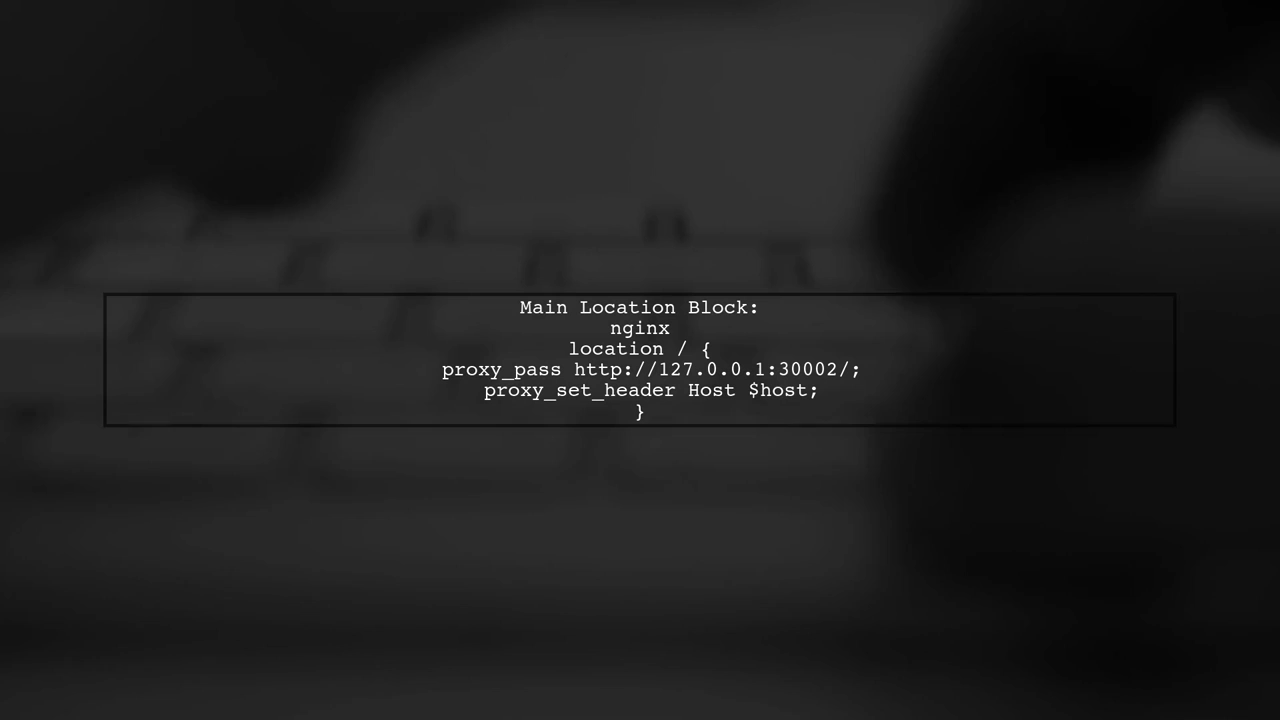 Main Location Block:
nginx
location / {
proxy_pass http://127.0.0.1:30002/;
proxy_set_header Host $host;
}